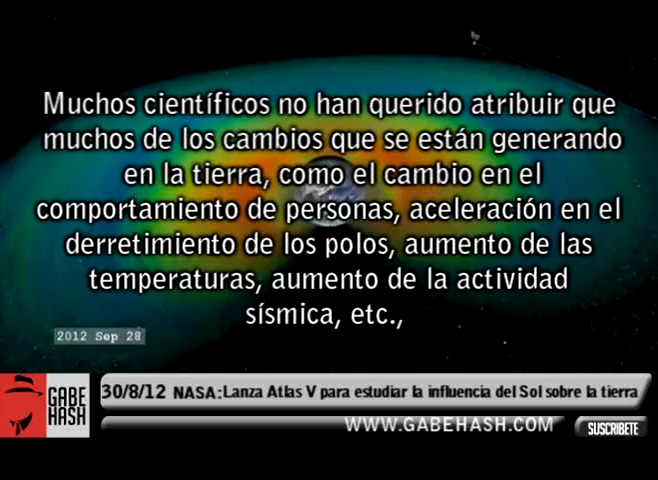 Muchos científicos no han querido atribuir que
muchos de los cambios que se están generando
en la tierra, como el cambio en el
comportamiento de personas, aceleración en el
derretimiento de los polos, aumento de las
temperaturas, aumento de la actividad
sísmica, etc.,
2012 Sep 28
GABE
HASH
30/8/12 NASA:Lanza Atlas V para estudiar la influencia del Sol sobre la tierra
WWW.GABEHASH.COM
SUSCRIBETE